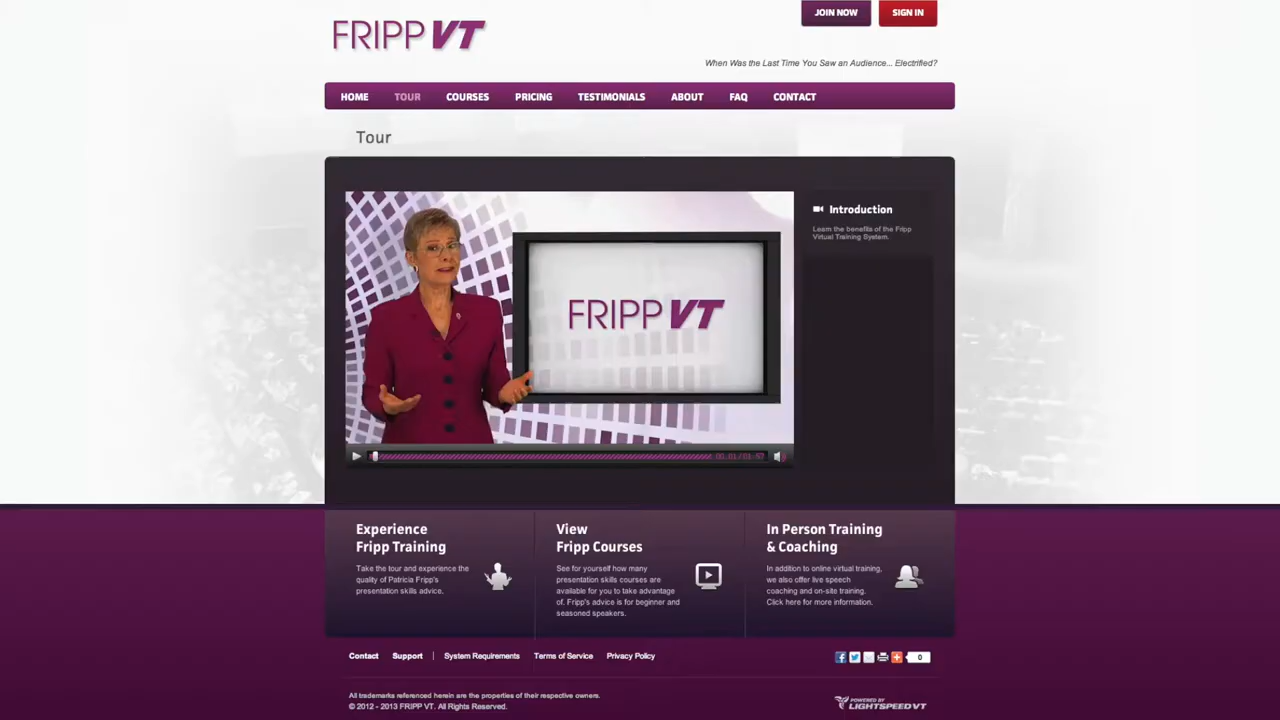 JOIN NOW
SIGN IN
FRIPP VT
When Was the Last Time You Saw an Audience... Electrified?
HOME
TOUR
COURSES
PRICING
TESTIMONIALS
ABOUT
FAQ
CONTACT
Tour
FRIPP VT
Introduction
Learn the benefits of the Fripp
Virtual Training System.
00:01/01:57
Experience
Fripp Training
Take the tour and experience the
quality of Patricia Fripp's
presentation skills advice.
View
Fripp Courses
See for yourself how many
presentation skills courses are
available for you to take advantage
of. Fripp's advice is for beginner and
seasoned speakers.
In Person Training
& Coaching
In addition to online virtual training,
we also offer live speech
coaching and on-site training.
Click here for more information.
Contact
Support
System Requirements
Terms of Service
Privacy Policy
0
All trademarks referenced herein are the properties of their respective owners.
© 2012 - 2013 FRIPP VT. All Rights Reserved.
POWERED BY
LIGHTSPEED VT